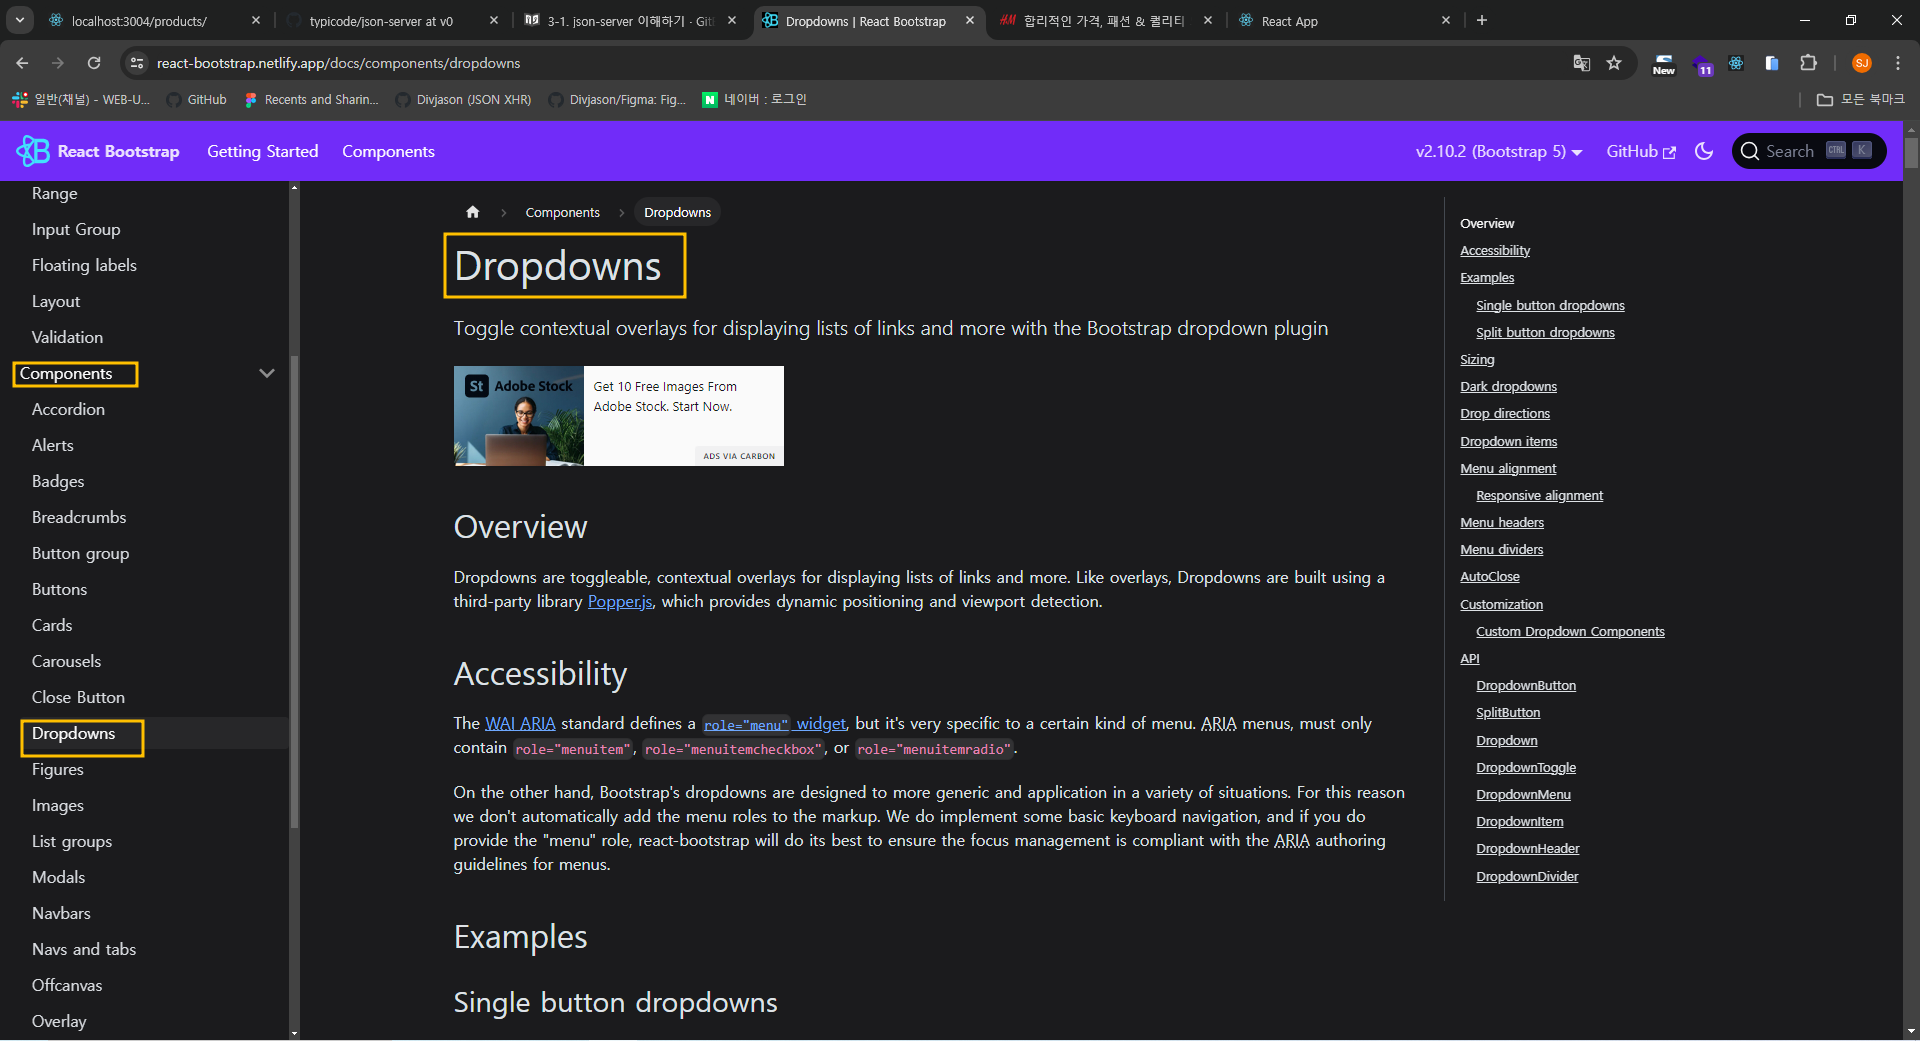 localhost:3004/products/
typicode/json-server at v0
3-1. json-server 이해하기 · Git
Dropdowns | React Bootstrap
H&M 합리적인 가격, 패션 & 퀄리티
React App
react-bootstrap.netlify.app/docs/components/dropdowns
New
11
SJ
일반(채널) - WEB-U...
GitHub
Recents and Sharin...
Divjason (JSON XHR)
Divjason/Figma: Fig...
N 네이버 : 로그인
모든 북마크
React Bootstrap
Getting Started
Components
v2.10.2 (Bootstrap 5)
GitHub
Search CTRL K
Range
Input Group
Floating labels
Layout
Validation
Components
Accordion
Alerts
Badges
Breadcrumbs
Button group
Buttons
Cards
Carousels
Close Button
Dropdowns
Figures
Images
List groups
Modals
Navbars
Navs and tabs
Offcanvas
Overlay
Components
Dropdowns
Dropdowns
Toggle contextual overlays for displaying lists of links and more with the Bootstrap dropdown plugin
St Adobe Stock
Get 10 Free Images From
Adobe Stock. Start Now.
ADS VIA CARBON
Overview
Dropdowns are toggleable, contextual overlays for displaying lists of links and more. Like overlays, Dropdowns are built using a
third-party library Popper.js, which provides dynamic positioning and viewport detection.
Accessibility
The WAI ARIA standard defines a role="menu" widget, but it's very specific to a certain kind of menu. ARIA menus, must only
contain role="menuitem", role="menuitemcheckbox", or role="menuitemradio".
On the other hand, Bootstrap's dropdowns are designed to more generic and application in a variety of situations. For this reason
we don't automatically add the menu roles to the markup. We do implement some basic keyboard navigation, and if you do
provide the "menu" role, react-bootstrap will do its best to ensure the focus management is compliant with the ARIA authoring
guidelines for menus.
Examples
Single button dropdowns
Overview
Accessibility
Examples
Single button dropdowns
Split button dropdowns
Sizing
Dark dropdowns
Drop directions
Dropdown items
Menu alignment
Responsive alignment
Menu headers
Menu dividers
AutoClose
Customization
Custom Dropdown Components
API
DropdownButton
SplitButton
Dropdown
DropdownToggle
DropdownMenu
DropdownItem
DropdownHeader
DropdownDivider